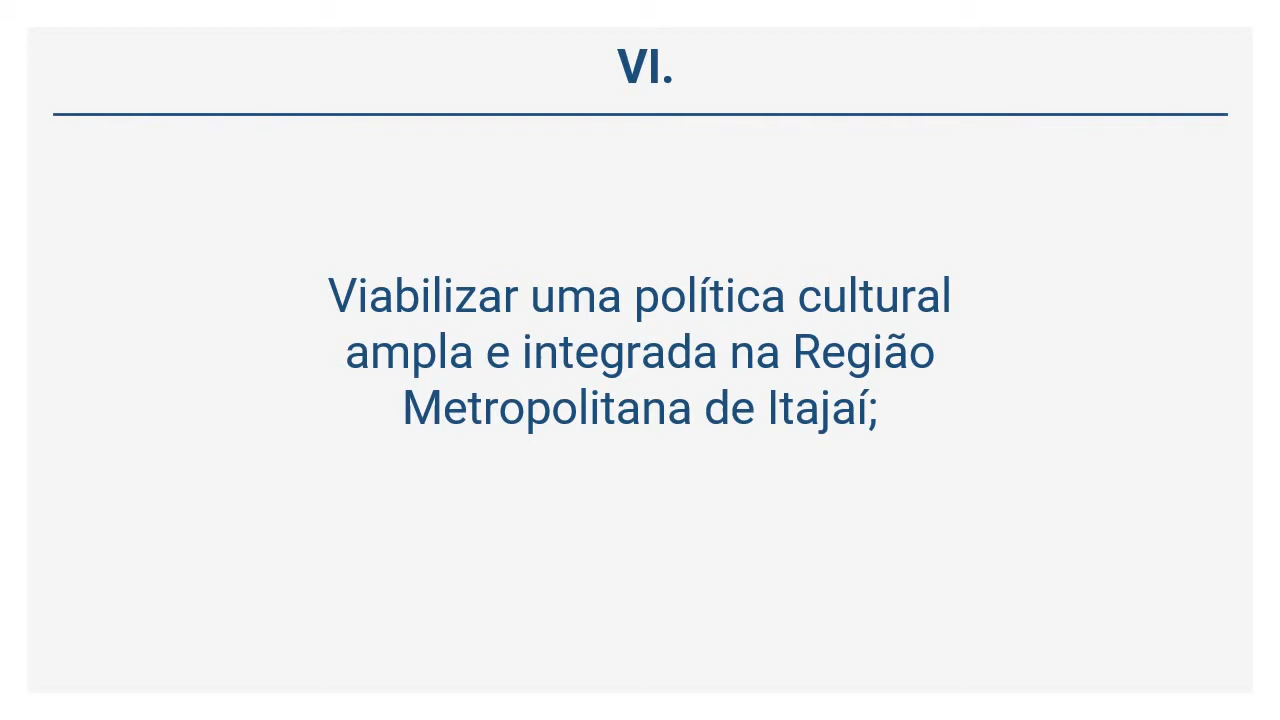 VI.
Viabilizar uma política cultural
ampla e integrada na Região
Metropolitana de Itajaí;